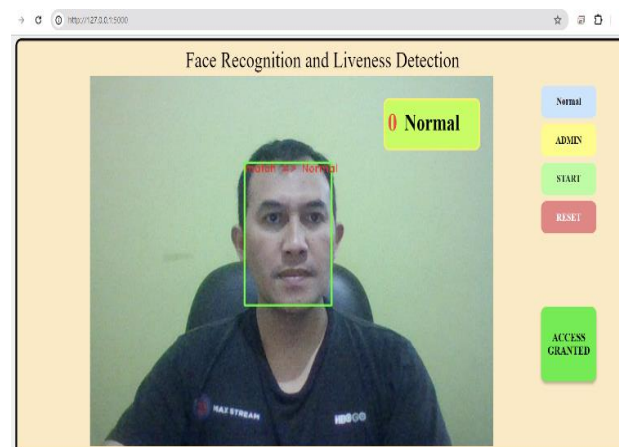 http://127.0.0.1:5000
Face Recognition and Liveness Detection
0 Normal
Normal
Normal
ADMIN
START
RESET
ACCESS
GRANTED
MAX STREAM
HBO GO